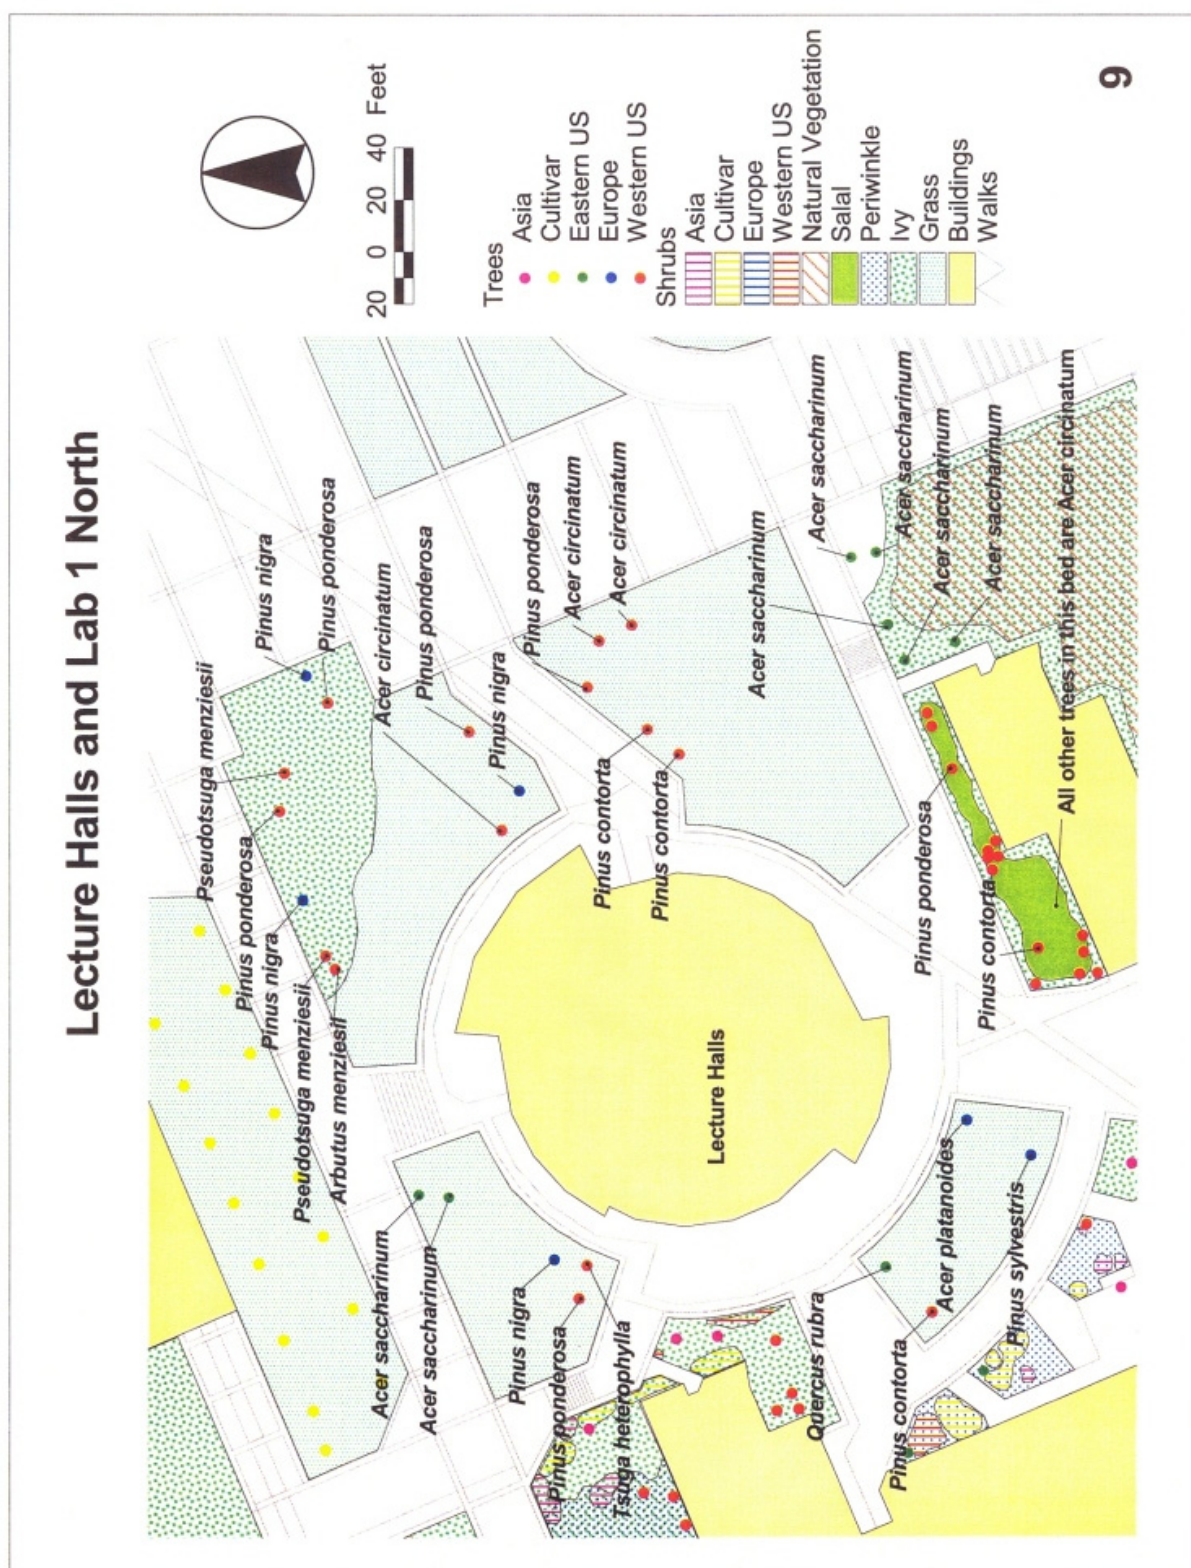 Lecture Halls and Lab 1 North
20 0 20 40 Feet
Trees
Asia
Cultivar
Eastern US
Europe
Western US
Shrubs
Asia
Cultivar
Europe
Western US
Natural Vegetation
Salal
Periwinkle
Ivy
Grass
Buildings
Walks
9
Pseudotsuga menziesii
Pinus nigra
Pinus ponderosa
Pinus ponderosa
Pinus nigra
Pseudotsuga menziesii
Arbutus menziesii
Acer circinatum
Pinus ponderosa
Pinus nigra
Pinus ponderosa
Acer circinatum
Acer circinatum
Pinus contorta
Pinus contorta
Acer saccharinum
Acer saccharinum
Acer saccharinum
Acer saccharinum
Acer saccharinum
Pinus ponderosa
Pinus contorta
All other trees in this bed are Acer circinatum
Lecture Halls
Acer saccharinum
Acer saccharinum
Pinus nigra
Pinus ponderosa
Tsuga heterophylla
Quercus rubra
Pinus contorta
Acer platanoides
Pinus sylvestris